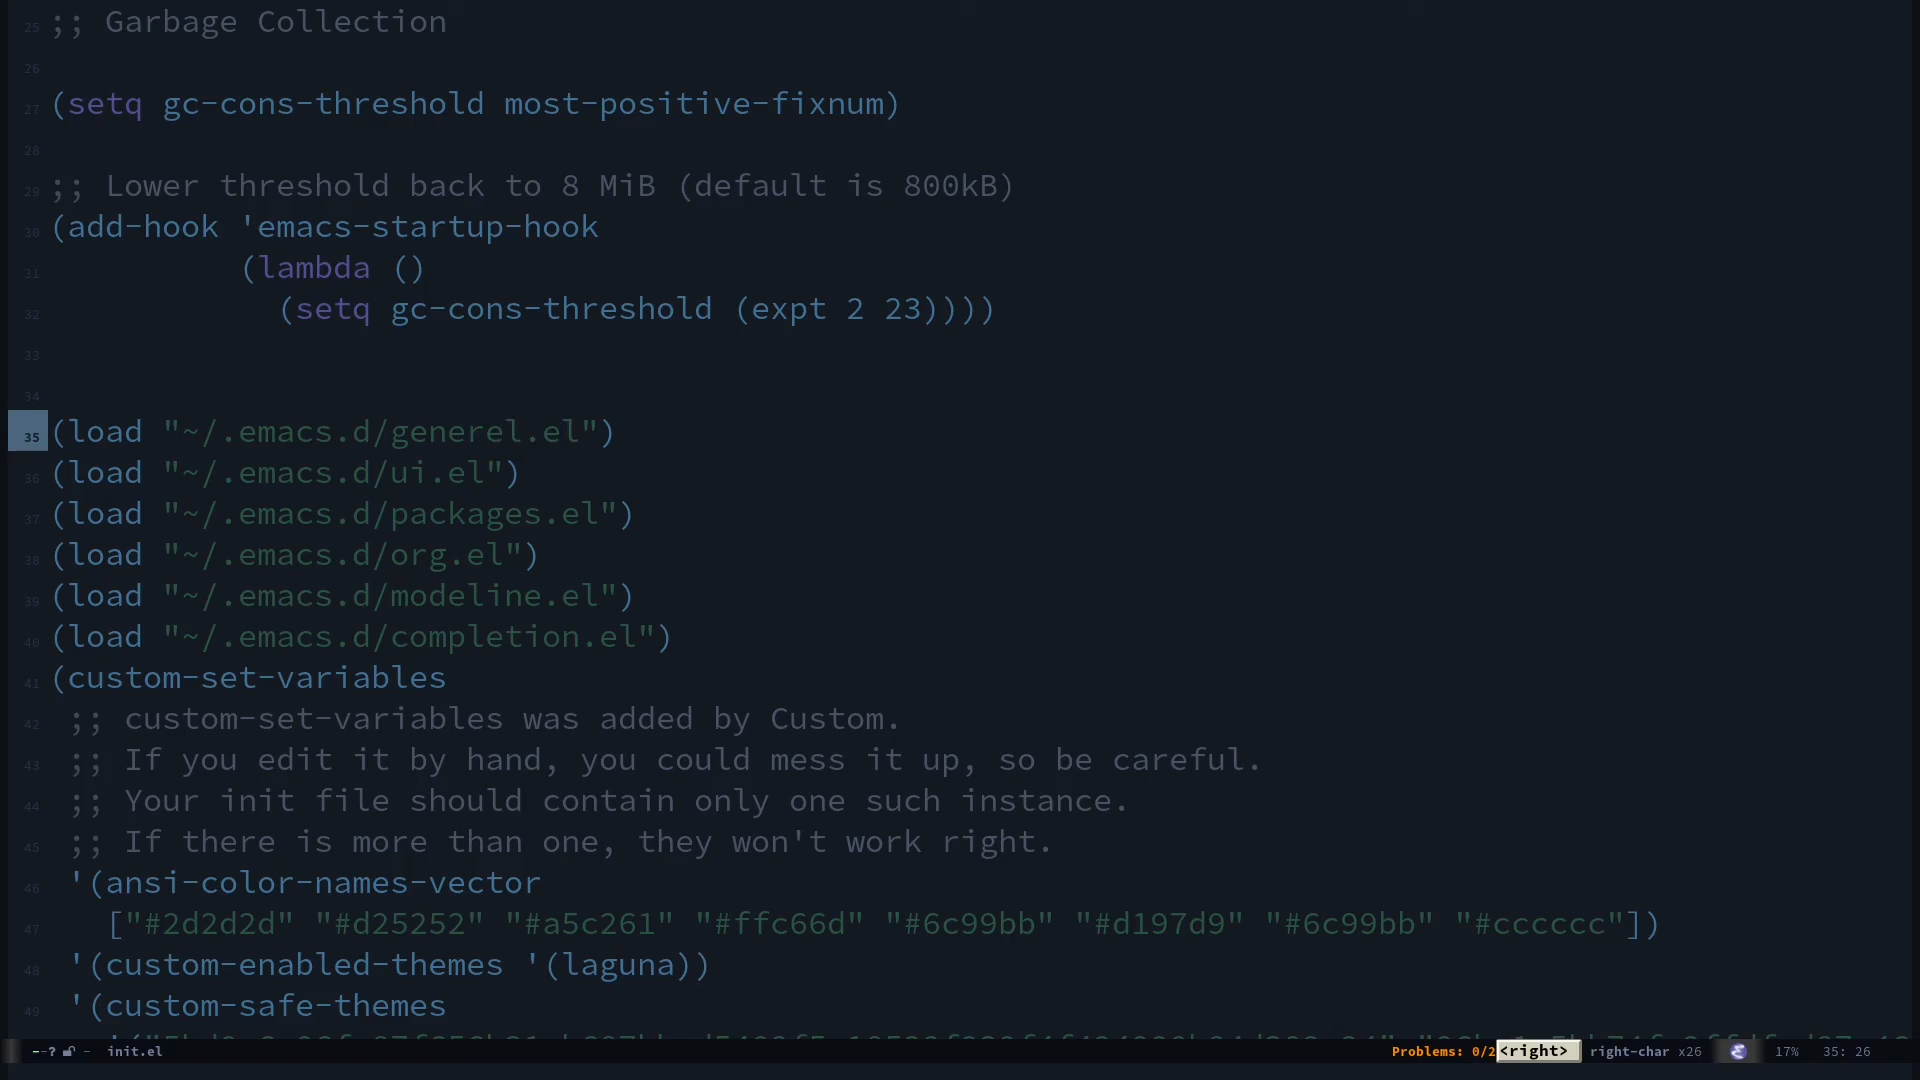 25 ;; Garbage Collection
26
27 (setq gc-cons-threshold most-positive-fixnum)
28
29 ;; Lower threshold back to 8 MiB (default is 800kB)
30 (add-hook 'emacs-startup-hook
31 (lambda ()
32 (setq gc-cons-threshold (expt 2 23))))
33
34
35 (load "~/.emacs.d/generel.el")
36 (load "~/.emacs.d/ui.el")
37 (load "~/.emacs.d/packages.el")
38 (load "~/.emacs.d/org.el")
39 (load "~/.emacs.d/modeline.el")
40 (load "~/.emacs.d/completion.el")
41 (custom-set-variables
42 ;; custom-set-variables was added by Custom.
43 ;; If you edit it by hand, you could mess it up, so be careful.
44 ;; Your init file should contain only one such instance.
45 ;; If there is more than one, they won't work right.
46 '(ansi-color-names-vector
47 ["#2d2d2d" "#d25252" "#a5c261" "#ffc66d" "#6c99bb" "#d197d9" "#6c99bb" "#cccccc"])
48 '(custom-enabled-themes '(laguna))
49 '(custom-safe-themes
--? - init.el Problems: 0/2 <right> right-char x26 17% 35: 26